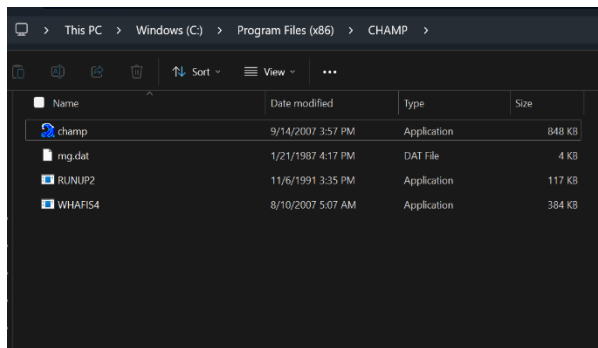 This PC > Windows (C:) > Program Files (x86) > CHAMP >
Sort View ...
Name Date modified Type Size
champ 9/14/2007 3:57 PM Application 848 KB
mg.dat 1/21/1987 4:17 PM DAT File 4 KB
RUNUP2 11/6/1991 3:35 PM Application 117 KB
WHAFIS4 8/10/2007 5:07 AM Application 384 KB